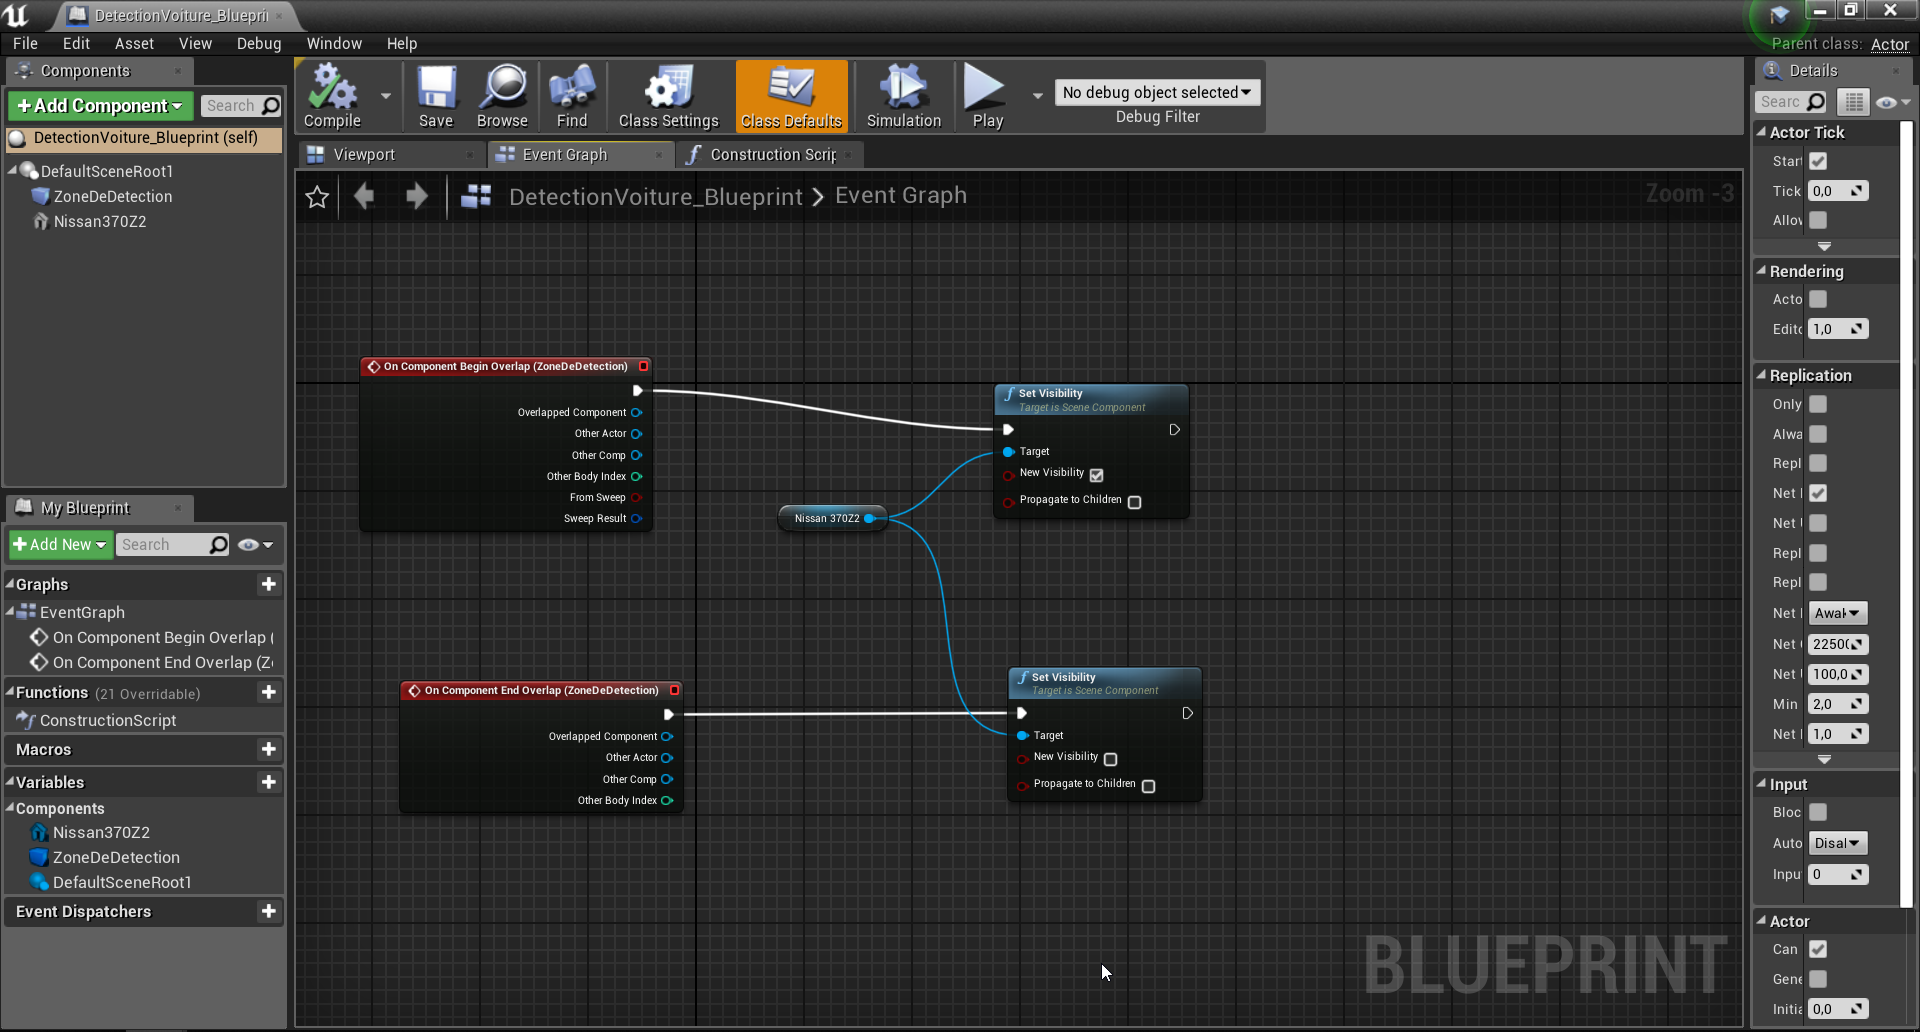 DetectionVoiture_Blueprii
File Edit Asset View Debug Window Help
Parent class: Actor
Components
+Add Component
Search
DetectionVoiture_Blueprint (self)
DefaultSceneRoot1
ZoneDeDetection
Nissan370Z2
My Blueprint
+Add New
Search
Graphs
EventGraph
On Component Begin Overlap (
On Component End Overlap (Z
Functions (21 Overridable)
ConstructionScript
Macros
Variables
Components
Nissan370Z2
ZoneDeDetection
DefaultSceneRoot1
Event Dispatchers
Compile Save Browse Find Class Settings Class Defaults Simulation Play
No debug object selected
Debug Filter
Viewport Event Graph Construction Scrip
DetectionVoiture_Blueprint > Event Graph
Zoom -3
On Component Begin Overlap (ZoneDeDetection)
Overlapped Component
Other Actor
Other Comp
Other Body Index
From Sweep
Sweep Result
Nissan 370Z2
Set Visibility
Target is Scene Component
Target
New Visibility
Propagate to Children
On Component End Overlap (ZoneDeDetection)
Overlapped Component
Other Actor
Other Comp
Other Body Index
Set Visibility
Target is Scene Component
Target
New Visibility
Propagate to Children
BLUEPRINT
Details
Searc
Actor Tick
Start
Tick 0,0
Allov
Rendering
Acto
Edito 1,0
Replication
Only
Alwa
Repl
Net
Net
Repl
Repl
Net Awak
Net 22500
Net 100,0
Min 2,0
Net 1,0
Input
Bloc
Auto Disal
Inpu 0
Actor
Can
Gene
Initia 0,0